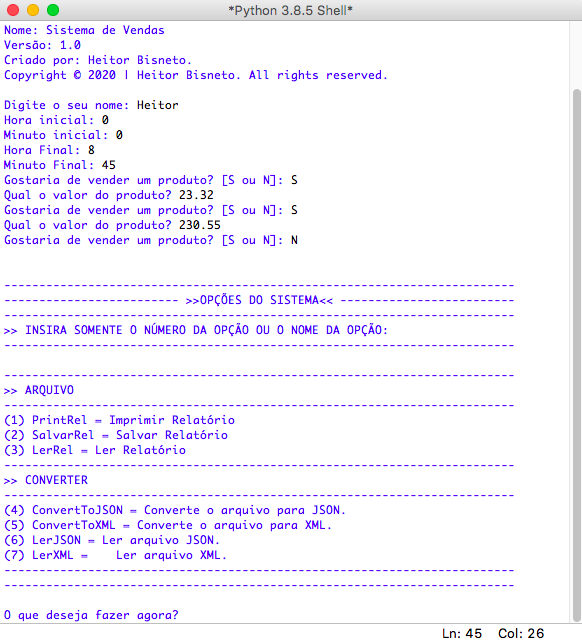 *Python 3.8.5 Shell*
Nome: Sistema de Vendas
Versão: 1.0
Criado por: Heitor Bisneto.
Copyright © 2020 | Heitor Bisneto. All rights reserved.
Digite o seu nome: Heitor
Hora inicial: 0
Minuto inicial: 0
Hora Final: 8
Minuto Final: 45
Gostaria de vender um produto? [S ou N]: S
Qual o valor do produto? 23.32
Gostaria de vender um produto? [S ou N]: S
Qual o valor do produto? 230.55
Gostaria de vender um produto? [S ou N]: N
-------------------------------------------------------------------------
------------------------- >>OPÇÕES DO SISTEMA<< -------------------------
-------------------------------------------------------------------------
>> INSIRA SOMENTE O NÚMERO DA OPÇÃO OU O NOME DA OPÇÃO:
-------------------------------------------------------------------------
-------------------------------------------------------------------------
>> ARQUIVO
-------------------------------------------------------------------------
(1) PrintRel = Imprimir Relatório
(2) SalvarRel = Salvar Relatório
(3) LerRel = Ler Relatório
-------------------------------------------------------------------------
>> CONVERTER
-------------------------------------------------------------------------
(4) ConvertToJSON = Converte o arquivo para JSON.
(5) ConvertToXML = Converte o arquivo para XML.
(6) LerJSON = Ler arquivo JSON.
(7) LerXML =    Ler arquivo XML.
-------------------------------------------------------------------------
-------------------------------------------------------------------------
O que deseja fazer agora?
Ln: 45 Col: 26